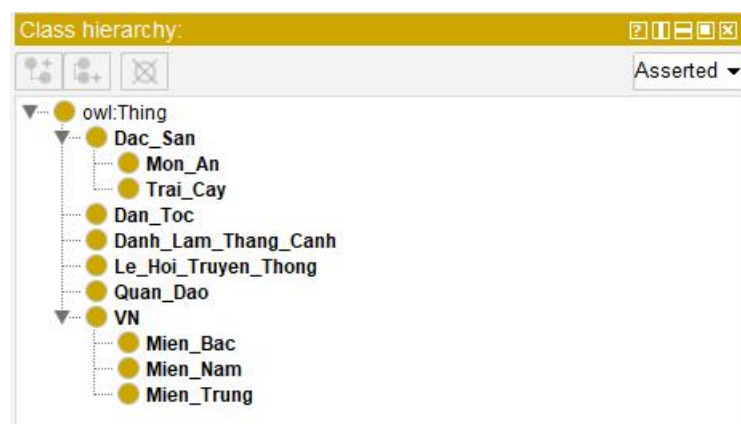 Class hierarchy:
Asserted
owl:Thing
Dac_San
Mon_An
Trai_Cay
Dan_Toc
Danh_Lam_Thang_Canh
Le_Hoi_Truyen_Thong
Quan_Dao
VN
Mien_Bac
Mien_Nam
Mien_Trung